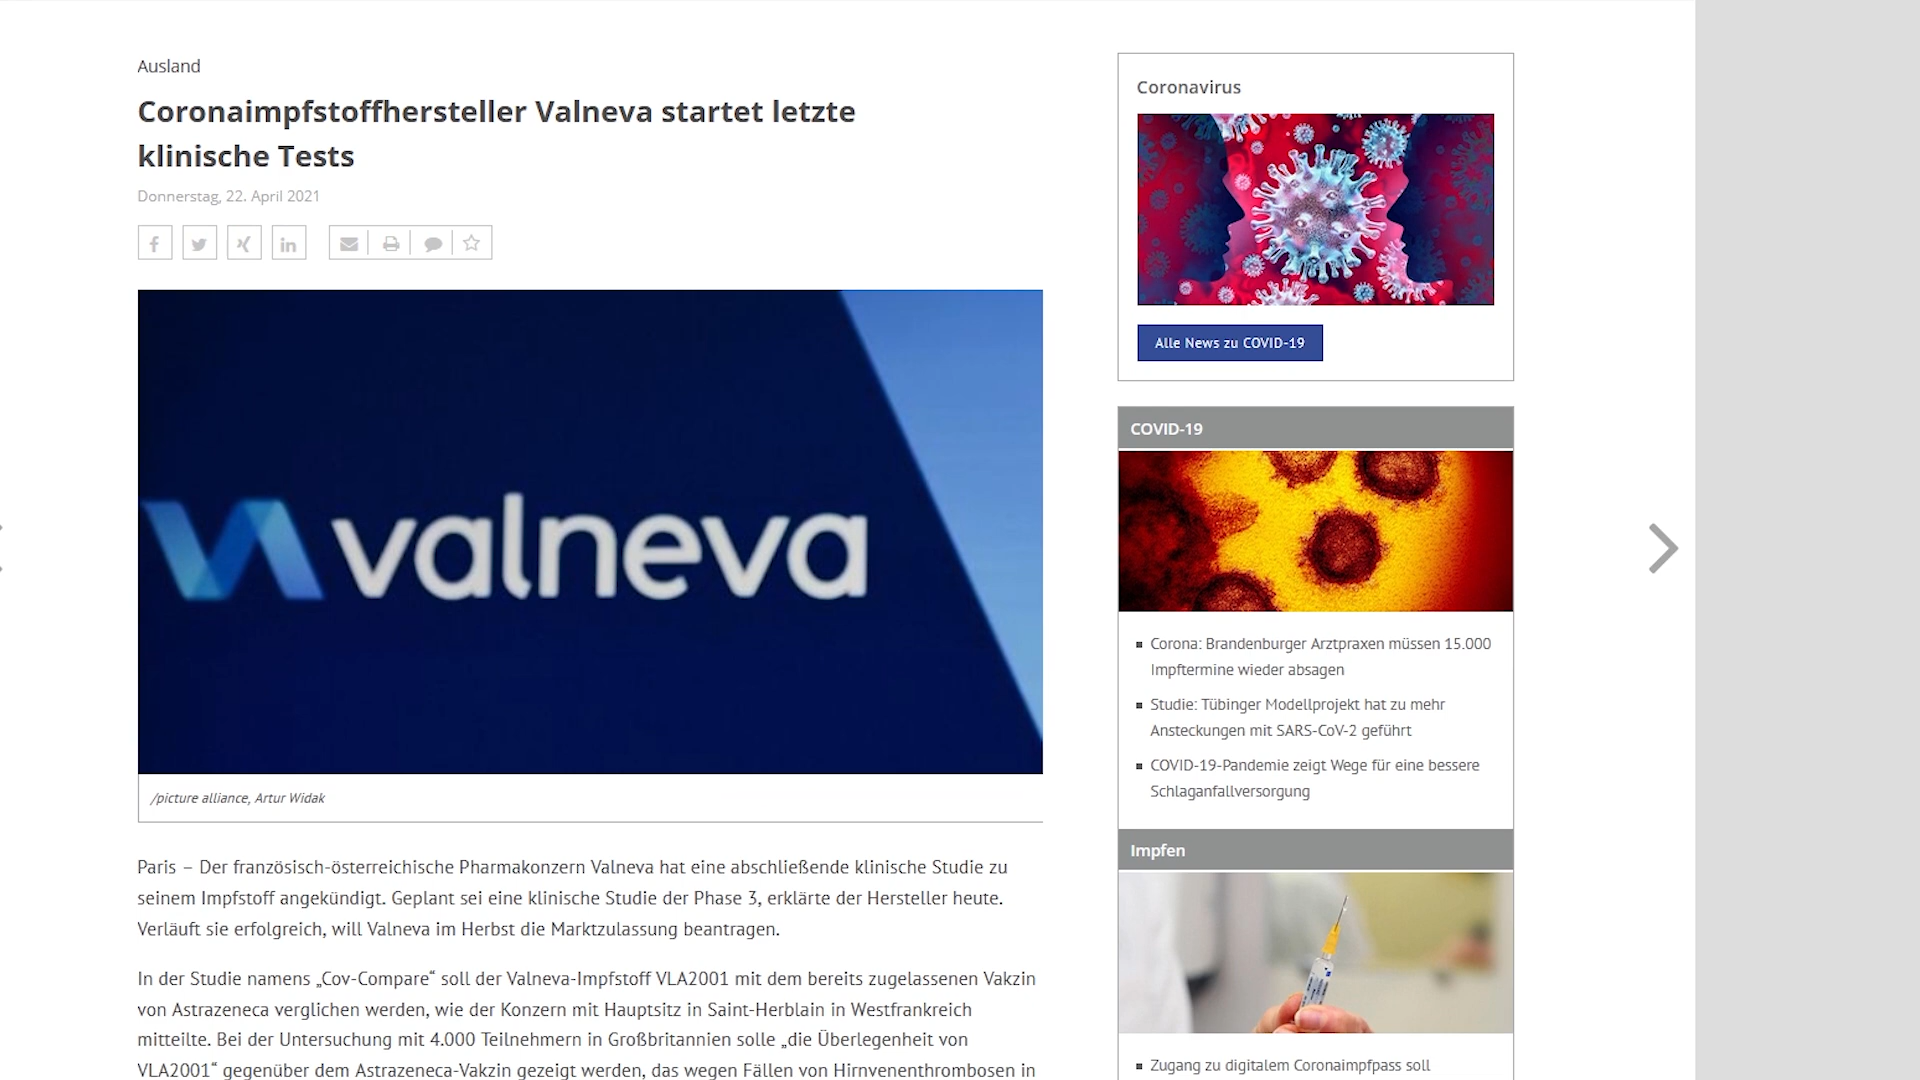 Ausland
Coronaimpfstoffhersteller Valneva startet letzte
klinische Tests
Donnerstag, 22. April 2021
valneva
/picture alliance, Artur Widak
Paris – Der französisch-österreichische Pharmakonzern Valneva hat eine abschließende klinische Studie zu
seinem Impfstoff angekündigt. Geplant sei eine klinische Studie der Phase 3, erklärte der Hersteller heute.
Verläuft sie erfolgreich, will Valneva im Herbst die Marktzulassung beantragen.
In der Studie namens „Cov-Compare“ soll der Valneva-Impfstoff VLA2001 mit dem bereits zugelassenen Vakzin
von Astrazeneca verglichen werden, wie der Konzern mit Hauptsitz in Saint-Herblain in Westfrankreich
mitteilte. Bei der Untersuchung mit 4.000 Teilnehmern in Großbritannien solle „die Überlegenheit von
VLA2001“ gegenüber dem Astrazeneca-Vakzin gezeigt werden, das wegen Fällen von Hirnvenenthrombosen in
Coronavirus
Alle News zu COVID-19
COVID-19
Corona: Brandenburger Arztpraxen müssen 15.000
Impftermine wieder absagen
Studie: Tübinger Modellprojekt hat zu mehr
Ansteckungen mit SARS-CoV-2 geführt
COVID-19-Pandemie zeigt Wege für eine bessere
Schlaganfallversorgung
Impfen
Zugang zu digitalem Coronaimpfpass soll